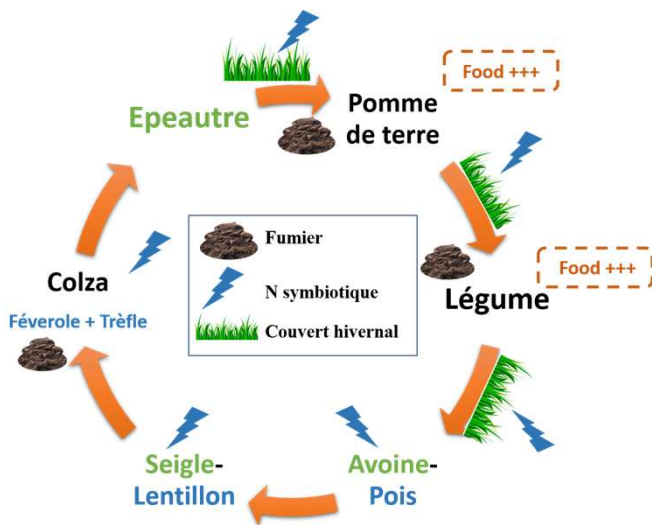 Food +++
Epeautre
Pomme
de terre
Fumier
N symbiotique
Couvert hivernal
Food +++
Légume
Colza
Féverole + Trèfle
Seigle-
Lentillon
Avoine-
Pois